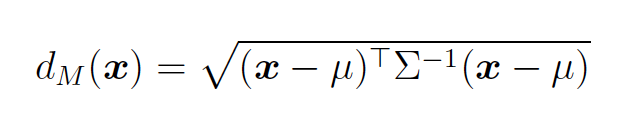 d_M(𝒙) = √((𝒙 − μ)^⊤ Σ^{−1} (𝒙 − μ))